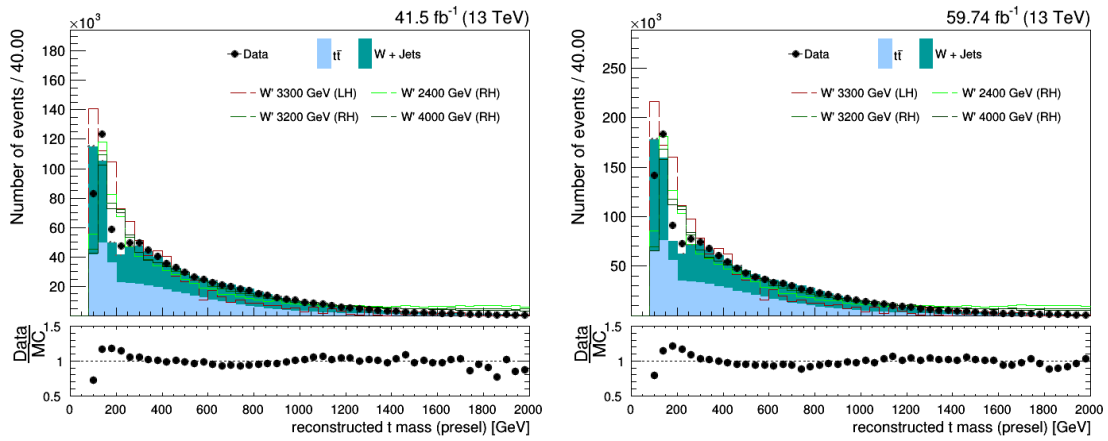 ×10³ 41.5 fb⁻¹ (13 TeV)
Number of events / 40.00
180
160
140
120
100
80
60
40
20
Data tt̄ W + Jets
W' 3300 GeV (LH) W' 2400 GeV (RH)
W' 3200 GeV (RH) W' 4000 GeV (RH)
Data
MC
1.5
1
0.5
0 200 400 600 800 1000 1200 1400 1600 1800 2000
reconstructed t mass (presel) [GeV]
×10³ 59.74 fb⁻¹ (13 TeV)
Number of events / 40.00
250
200
150
100
50
Data tt̄ W + Jets
W' 3300 GeV (LH) W' 2400 GeV (RH)
W' 3200 GeV (RH) W' 4000 GeV (RH)
Data
MC
1.5
1
0.5
0 200 400 600 800 1000 1200 1400 1600 1800 2000
reconstructed t mass (presel) [GeV]